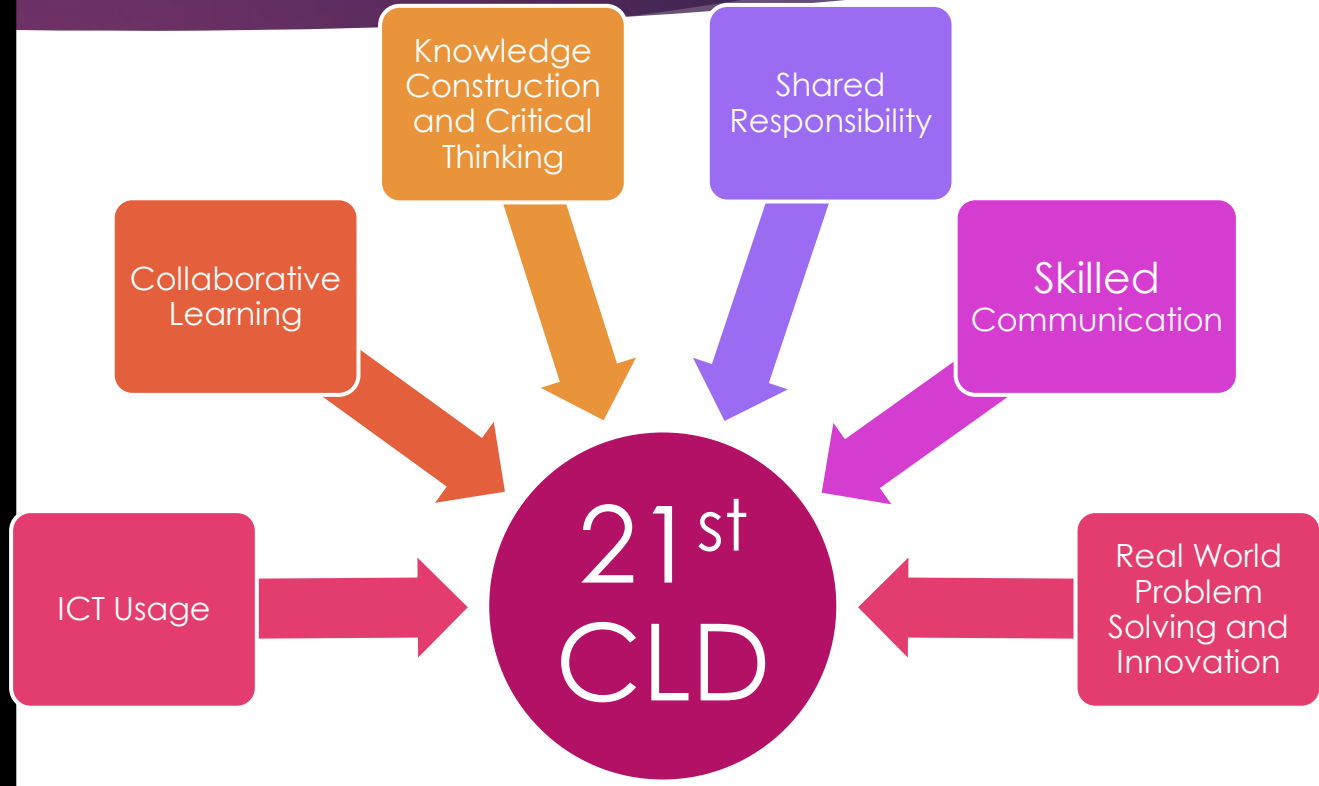 Knowledge
Construction
and Critical
Thinking
Shared
Responsibility
Collaborative
Learning
Skilled
Communication
ICT Usage
21st
CLD
Real World
Problem
Solving and
Innovation